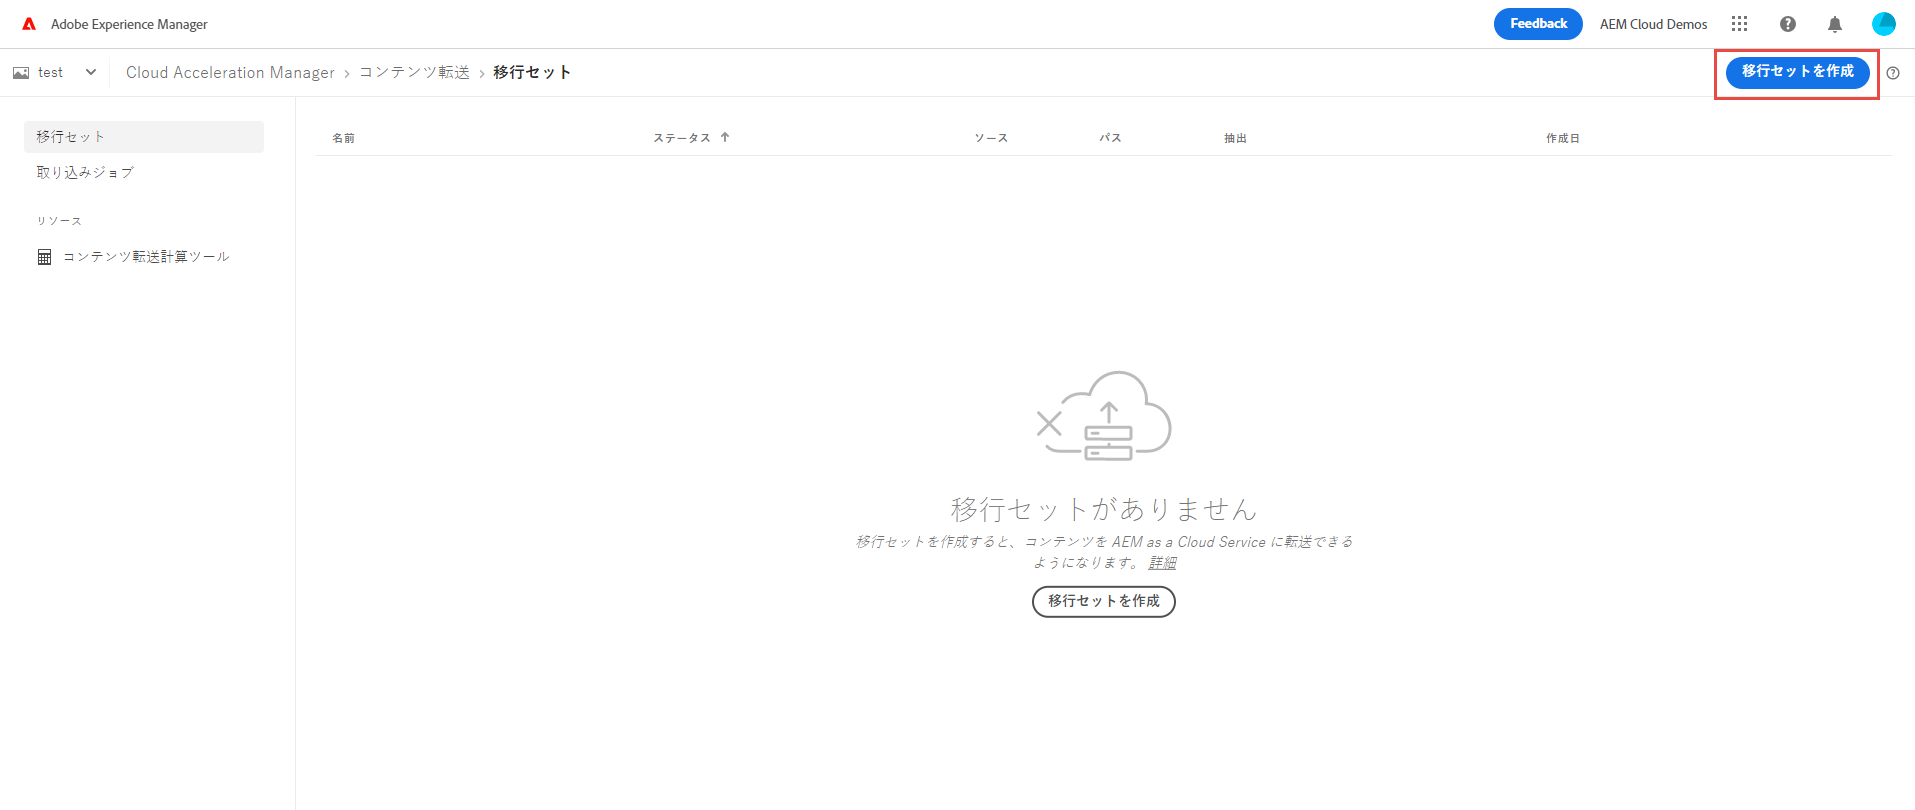 Adobe Experience Manager
Feedback
AEM Cloud Demos
test
Cloud Acceleration Manager › コンテンツ転送 › 移行セット
移行セットを作成
移行セット
取り込みジョブ
リソース
コンテンツ転送計算ツール
名前 ステータス ソース パス 抽出 作成日
移行セットがありません
移行セットを作成すると、コンテンツを AEM as a Cloud Service に転送できる
ようになります。 詳細
移行セットを作成